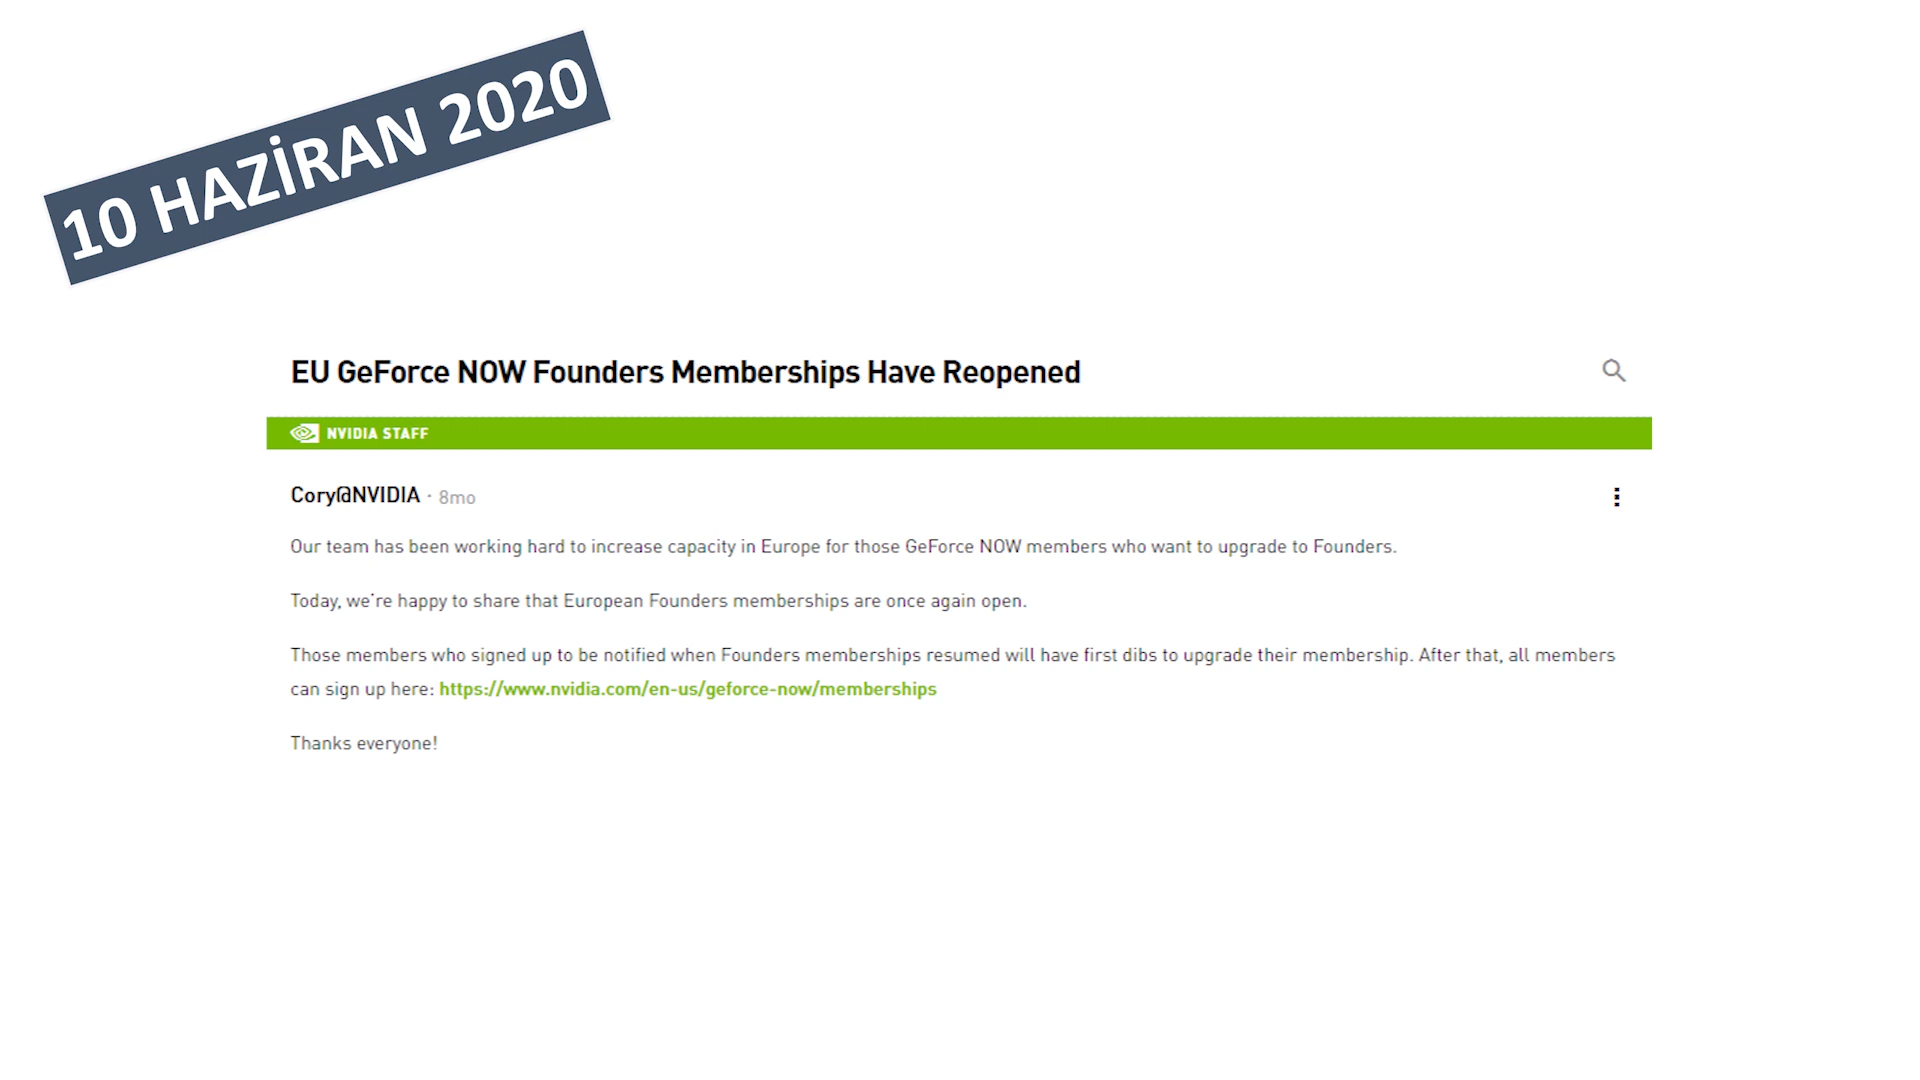 10 HAZİRAN 2020
EU GeForce NOW Founders Memberships Have Reopened
NVIDIA STAFF
Cory@NVIDIA · 8mo
Our team has been working hard to increase capacity in Europe for those GeForce NOW members who want to upgrade to Founders.
Today, we're happy to share that European Founders memberships are once again open.
Those members who signed up to be notified when Founders memberships resumed will have first dibs to upgrade their membership. After that, all members
can sign up here: https://www.nvidia.com/en-us/geforce-now/memberships
Thanks everyone!